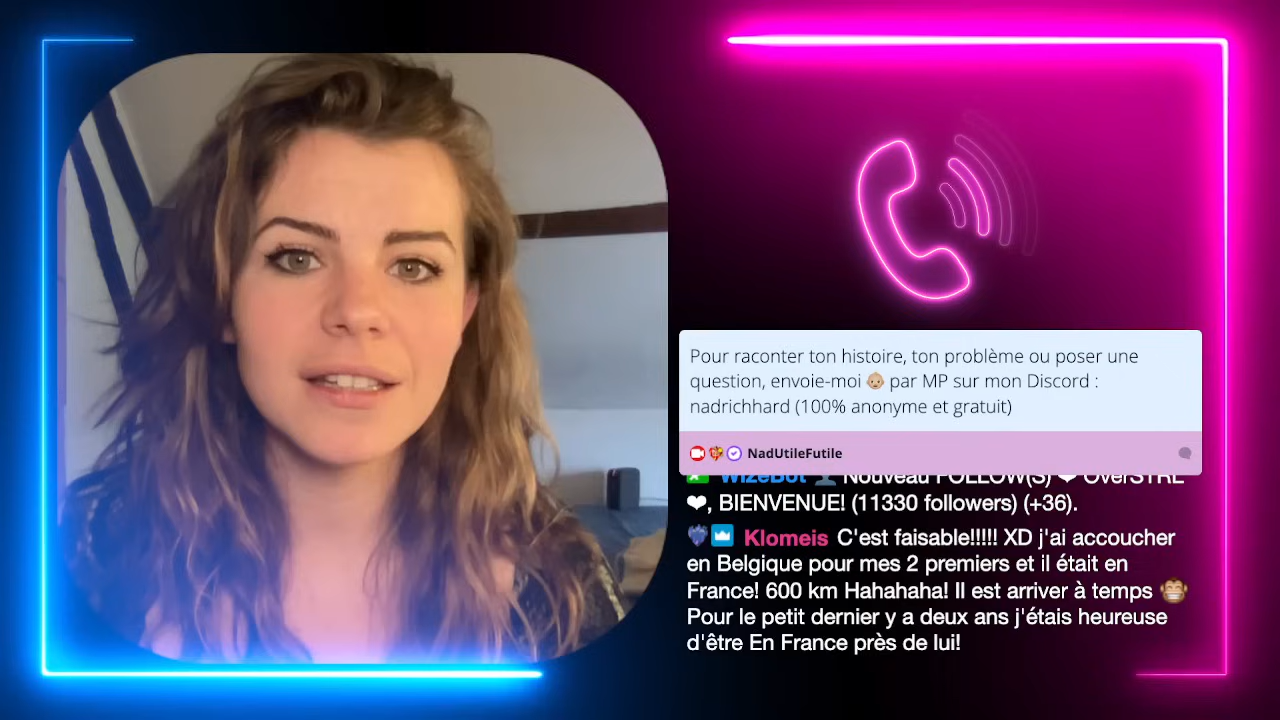 Pour raconter ton histoire, ton problème ou poser une
question, envoie-moi 👶🏼 par MP sur mon Discord :
nadrichhard (100% anonyme et gratuit)
NadUtileFutile
WizeBot Nouveau FOLLOW(S) ❤ OverSTRE
❤, BIENVENUE! (11330 followers) (+36).
Klomeis C'est faisable!!!!! XD j'ai accoucher
en Belgique pour mes 2 premiers et il était en
France! 600 km Hahahaha! Il est arriver à temps
Pour le petit dernier y a deux ans j'étais heureuse
d'être En France près de lui!